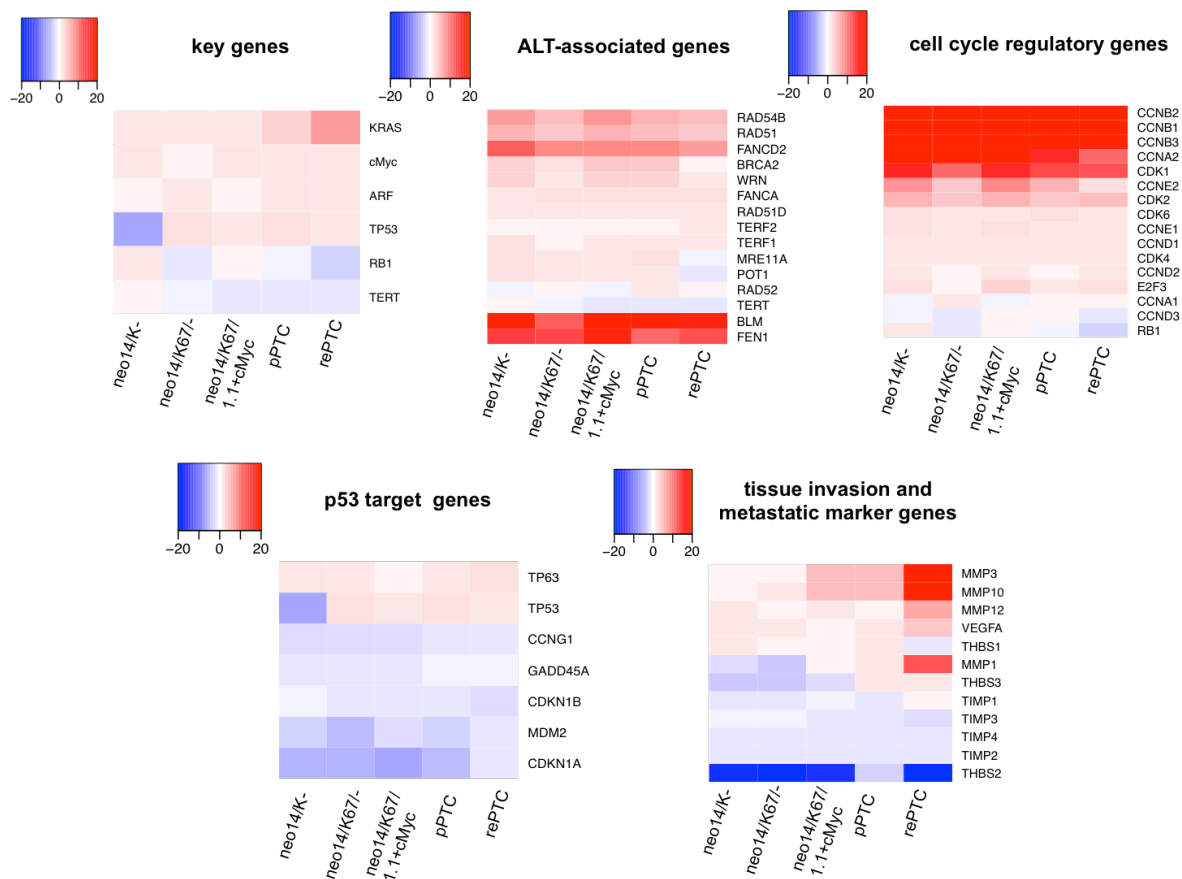 key genes
−20 0 20
KRAS
cMyc
ARF
TP53
RB1
TERT
neo14/K-
neo14/K67/-
neo14/K67/
1.1+cMyc
pPTC
rePTC
ALT-associated genes
−20 0 20
RAD54B
RAD51
FANCD2
BRCA2
WRN
FANCA
RAD51D
TERF2
TERF1
MRE11A
POT1
RAD52
TERT
BLM
FEN1
neo14/K-
neo14/K67/-
neo14/K67/
1.1+cMyc
pPTC
rePTC
cell cycle regulatory genes
−20 0 20
CCNB2
CCNB1
CCNB3
CCNA2
CDK1
CCNE2
CDK2
CDK6
CCNE1
CCND1
CDK4
CCND2
E2F3
CCNA1
CCND3
RB1
neo14/K-
neo14/K67/-
neo14/K67/
1.1+cMyc
pPTC
rePTC
p53 target  genes
−20 0 20
TP63
TP53
CCNG1
GADD45A
CDKN1B
MDM2
CDKN1A
neo14/K-
neo14/K67/-
neo14/K67/
1.1+cMyc
pPTC
rePTC
tissue invasion and
metastatic marker genes
−20 0 20
MMP3
MMP10
MMP12
VEGFA
THBS1
MMP1
THBS3
TIMP1
TIMP3
TIMP4
TIMP2
THBS2
neo14/K-
neo14/K67/-
neo14/K67/
1.1+cMyc
pPTC
rePTC